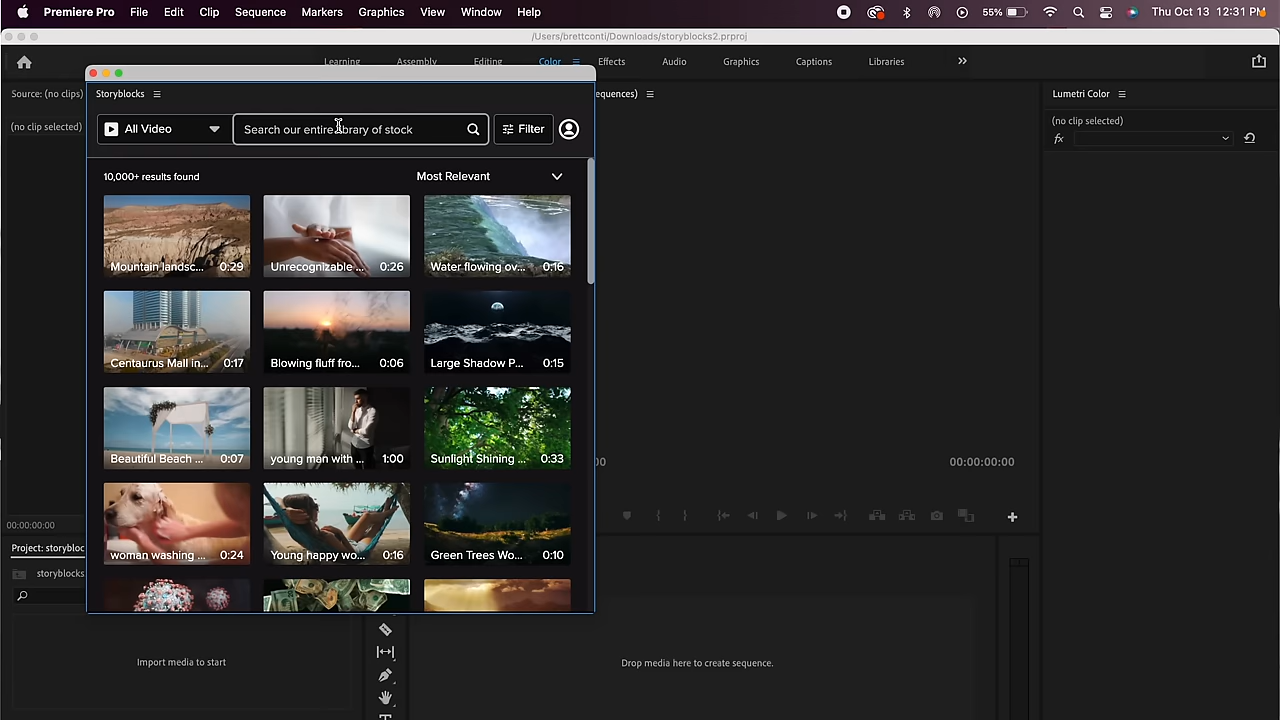 Premiere Pro File Edit Clip Sequence Markers Graphics View Window Help 55% Thu Oct 13 12:31 PM
/Users/brettconti/Downloads/storyblocks2.prproj
Learning Assembly Editing Color Effects Audio Graphics Captions Libraries
Source: (no clips)
Storyblocks
equences)
Lumetri Color
(no clip selected)
All Video
Search our entire library of stock
Filter
(no clip selected)
fx
10,000+ results found
Most Relevant
Mountain landsc... 0:29
Unrecognizable ... 0:26
Water flowing ov... 0:16
Centaurus Mall in... 0:17
Blowing fluff fro... 0:06
Large Shadow P... 0:15
Beautiful Beach ... 0:07
young man with ... 1:00
Sunlight Shining ... 0:33
00
00:00:00:00
woman washing ... 0:24
Young happy wo... 0:16
Green Trees Wo... 0:10
00:00:00:00
Project: storybloc
storyblocks
Import media to start
Drop media here to create sequence.